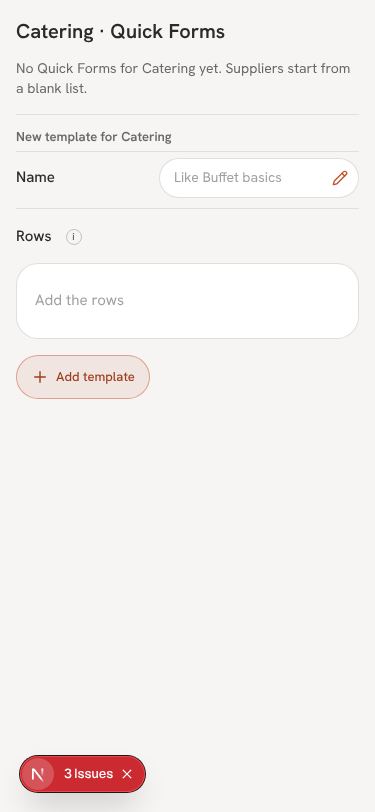 Catering · Quick Forms
No Quick Forms for Catering yet. Suppliers start from
a blank list.
New template for Catering
Name
Like Buffet basics
Rows
i
Add the rows
+ Add template
N
3 Issues ×